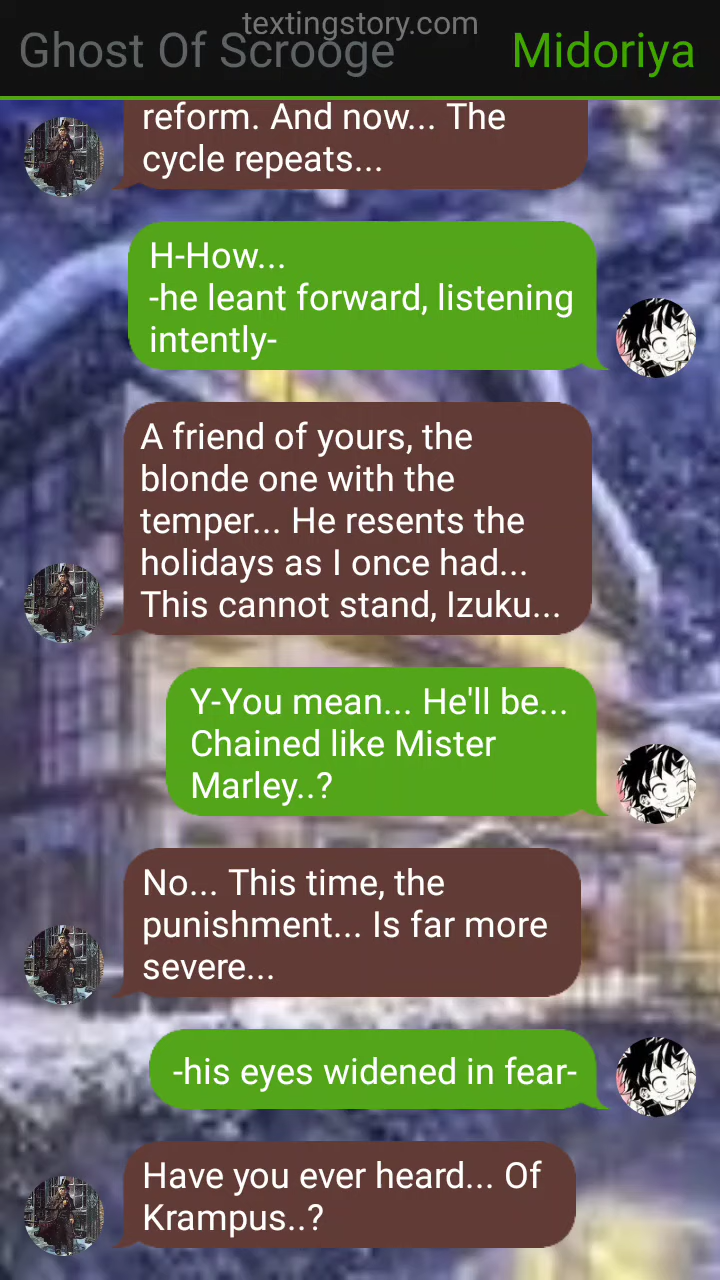 textingstory.com
Ghost Of Scrooge
Midoriya
reform. And now... The
cycle repeats...
H-How...
-he leant forward, listening
intently-
A friend of yours, the
blonde one with the
temper... He resents the
holidays as I once had...
This cannot stand, Izuku...
Y-You mean... He'll be...
Chained like Mister
Marley..?
No... This time, the
punishment... Is far more
severe...
-his eyes widened in fear-
Have you ever heard... Of
Krampus..?